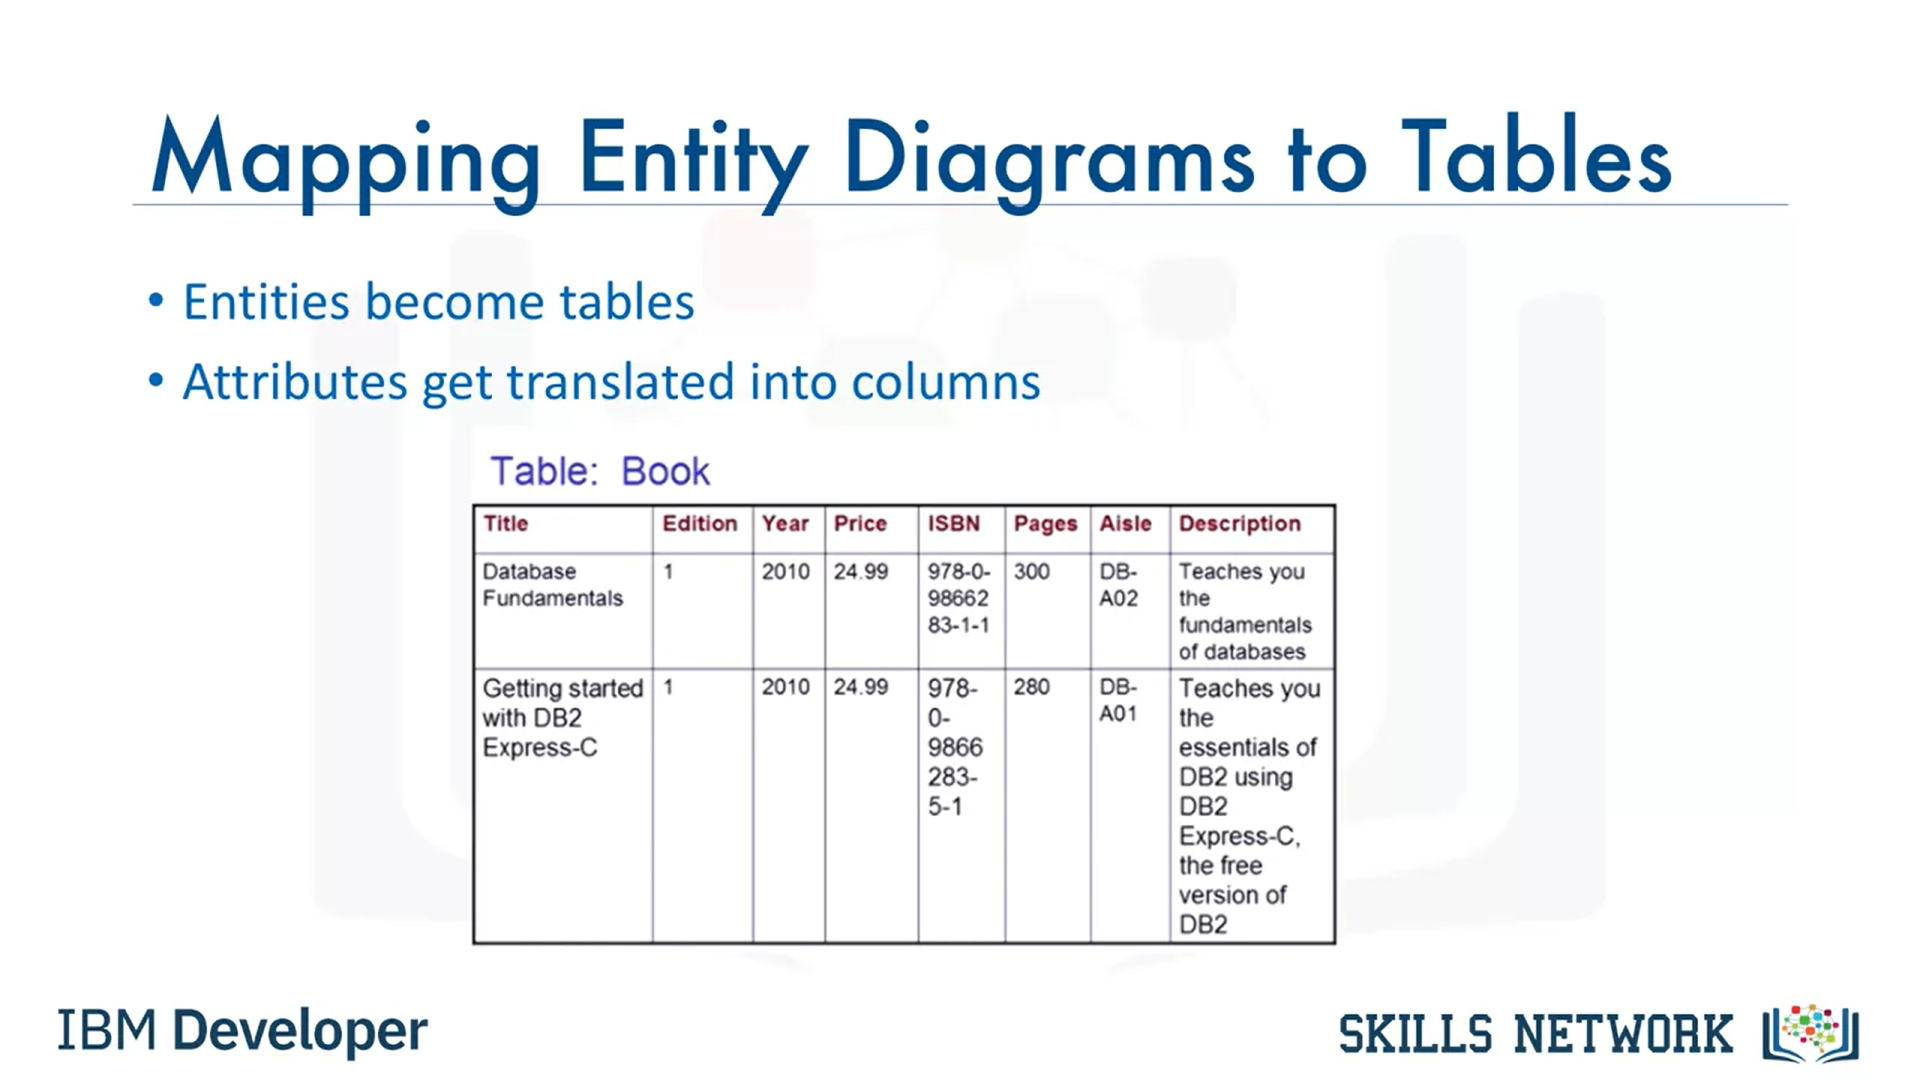 Mapping Entity Diagrams to Tables
• Entities become tables
• Attributes get translated into columns
Table: Book
Title Edition Year Price ISBN Pages Aisle Description
Database
Fundamentals
1
2010
24.99
978-0-
98662
83-1-1
300
DB-
A02
Teaches you
the
fundamentals
of databases
Getting started
with DB2
Express-C
1
2010
24.99
978-
0-
9866
283-
5-1
280
DB-
A01
Teaches you
the
essentials of
DB2 using
DB2
Express-C,
the free
version of
DB2
IBM Developer
SKILLS NETWORK